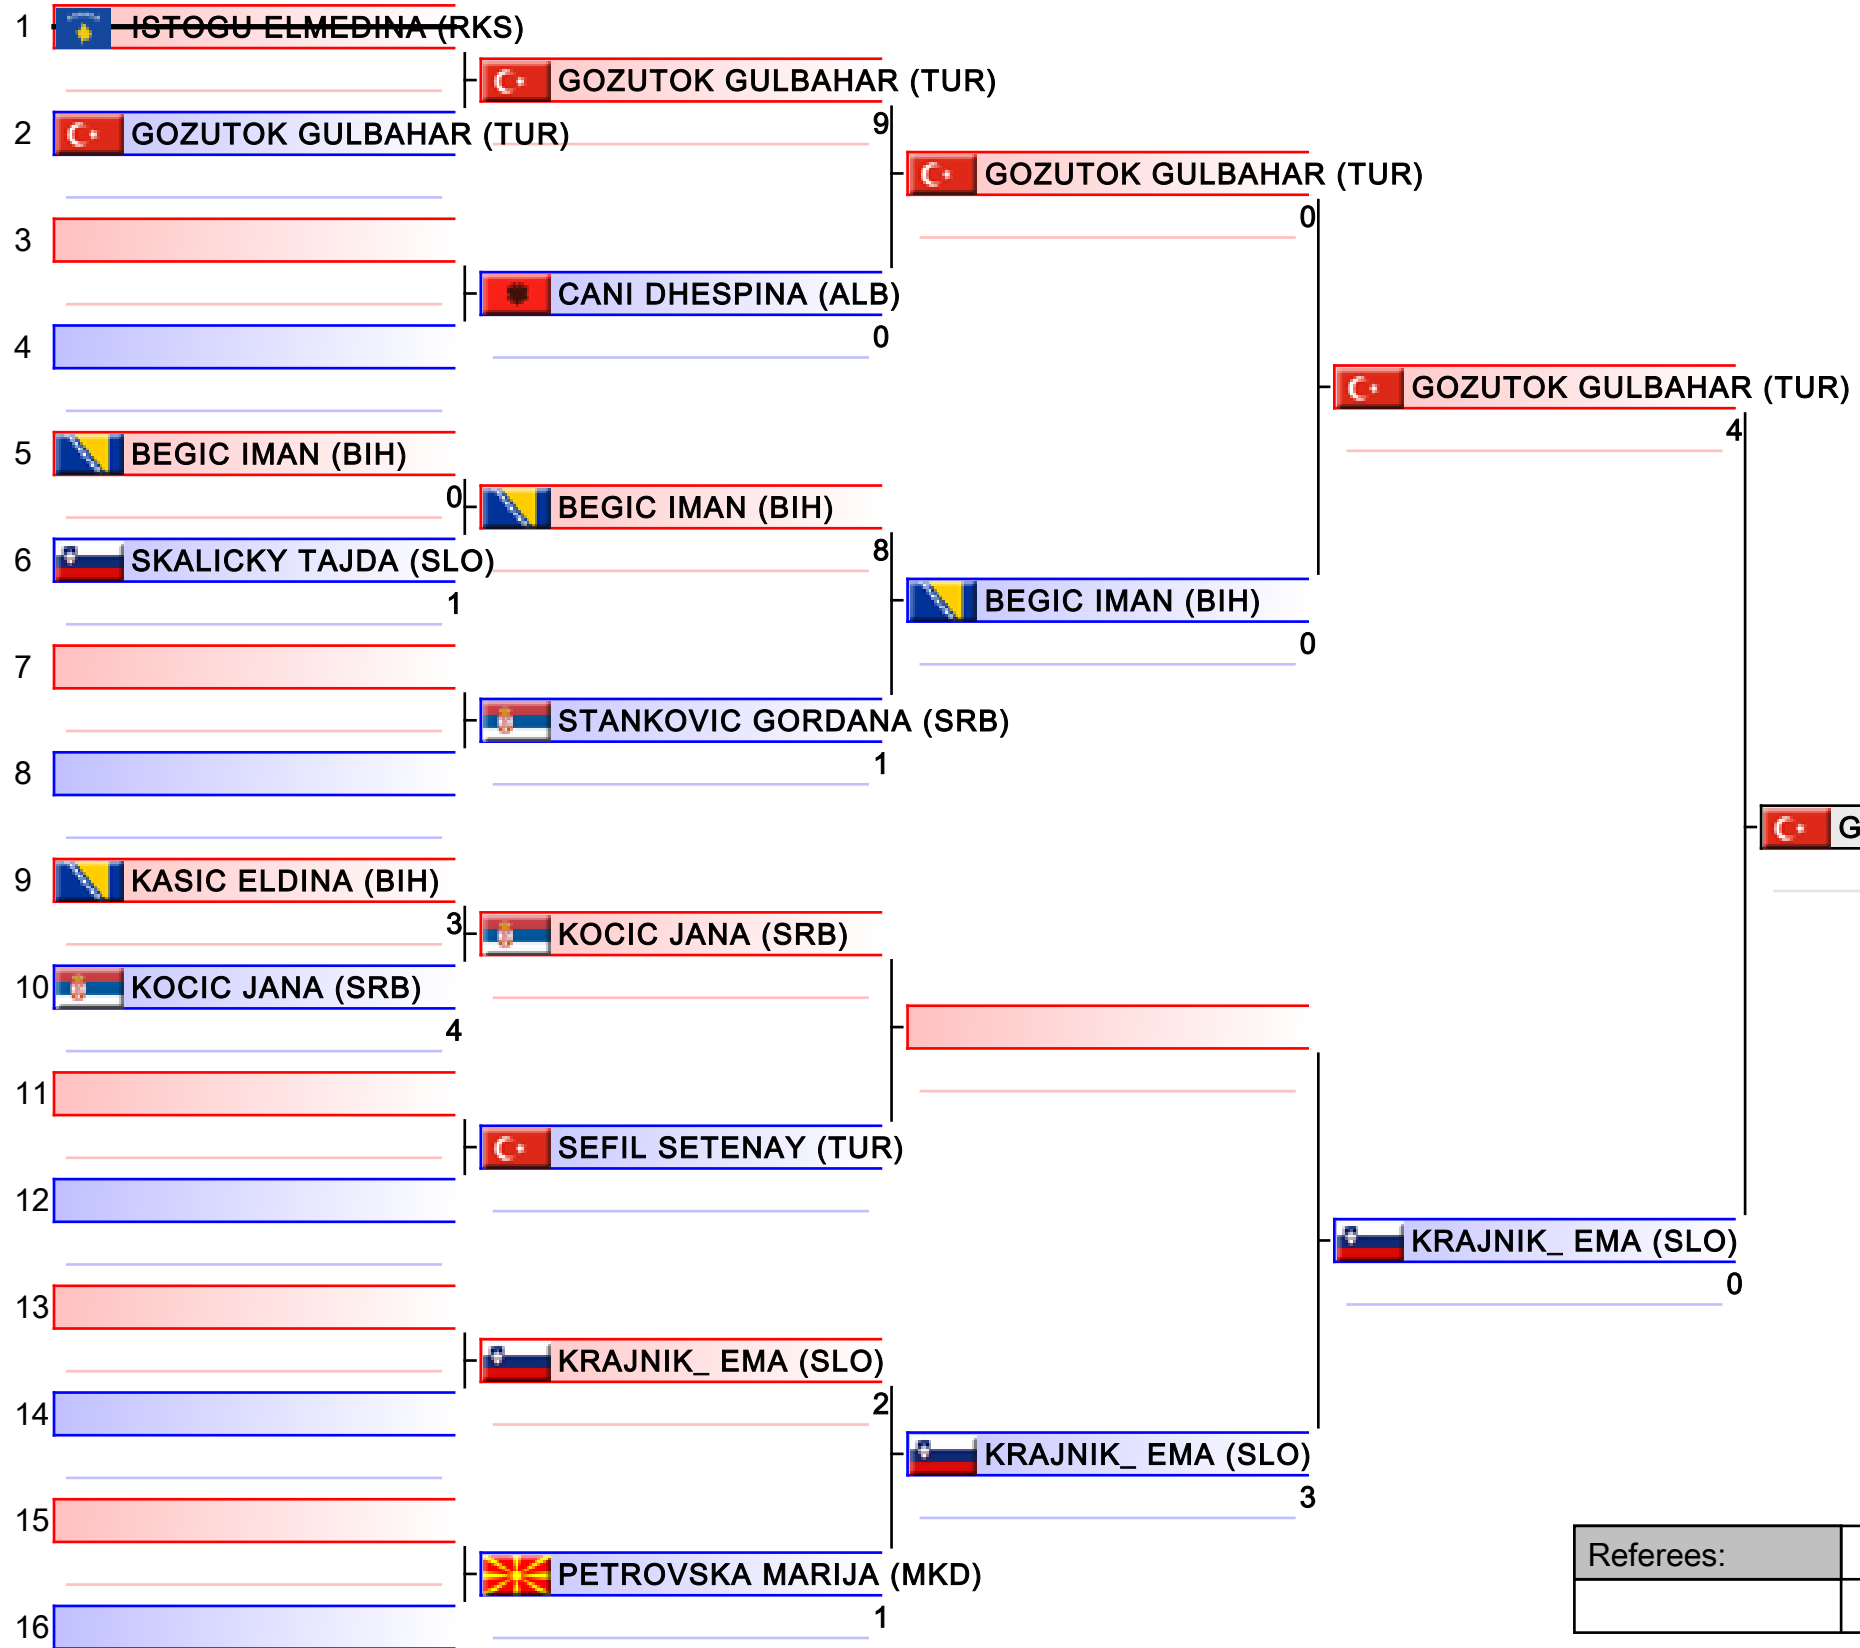 1 ISTOGU ELMEDINA (RKS)
GOZUTOK GULBAHAR (TUR)
9
2 GOZUTOK GULBAHAR (TUR)
GOZUTOK GULBAHAR (TUR)
0
3
CANI DHESPINA (ALB)
0
4
GOZUTOK GULBAHAR (TUR)
4
5 BEGIC IMAN (BIH)
0
BEGIC IMAN (BIH)
8
6 SKALICKY TAJDA (SLO)
1
BEGIC IMAN (BIH)
0
7
STANKOVIC GORDANA (SRB)
1
8
G
9 KASIC ELDINA (BIH)
3
KOCIC JANA (SRB)
10 KOCIC JANA (SRB)
4
11
SEFIL SETENAY (TUR)
12
KRAJNIK_ EMA (SLO)
0
13
KRAJNIK_ EMA (SLO)
2
14
KRAJNIK_ EMA (SLO)
3
15
Referees:
PETROVSKA MARIJA (MKD)
1
16